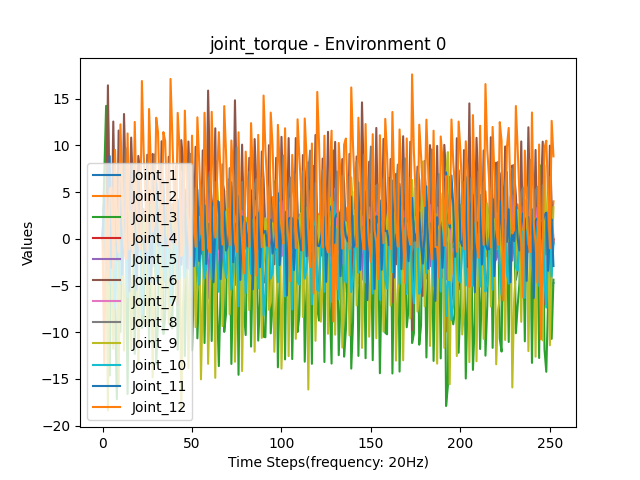 joint_torque - Environment 0
Values
15
10
5
0
−5
−10
−15
−20
Joint_1
Joint_2
Joint_3
Joint_4
Joint_5
Joint_6
Joint_7
Joint_8
Joint_9
Joint_10
Joint_11
Joint_12
0 50 100 150 200 250
Time Steps(frequency: 20Hz)